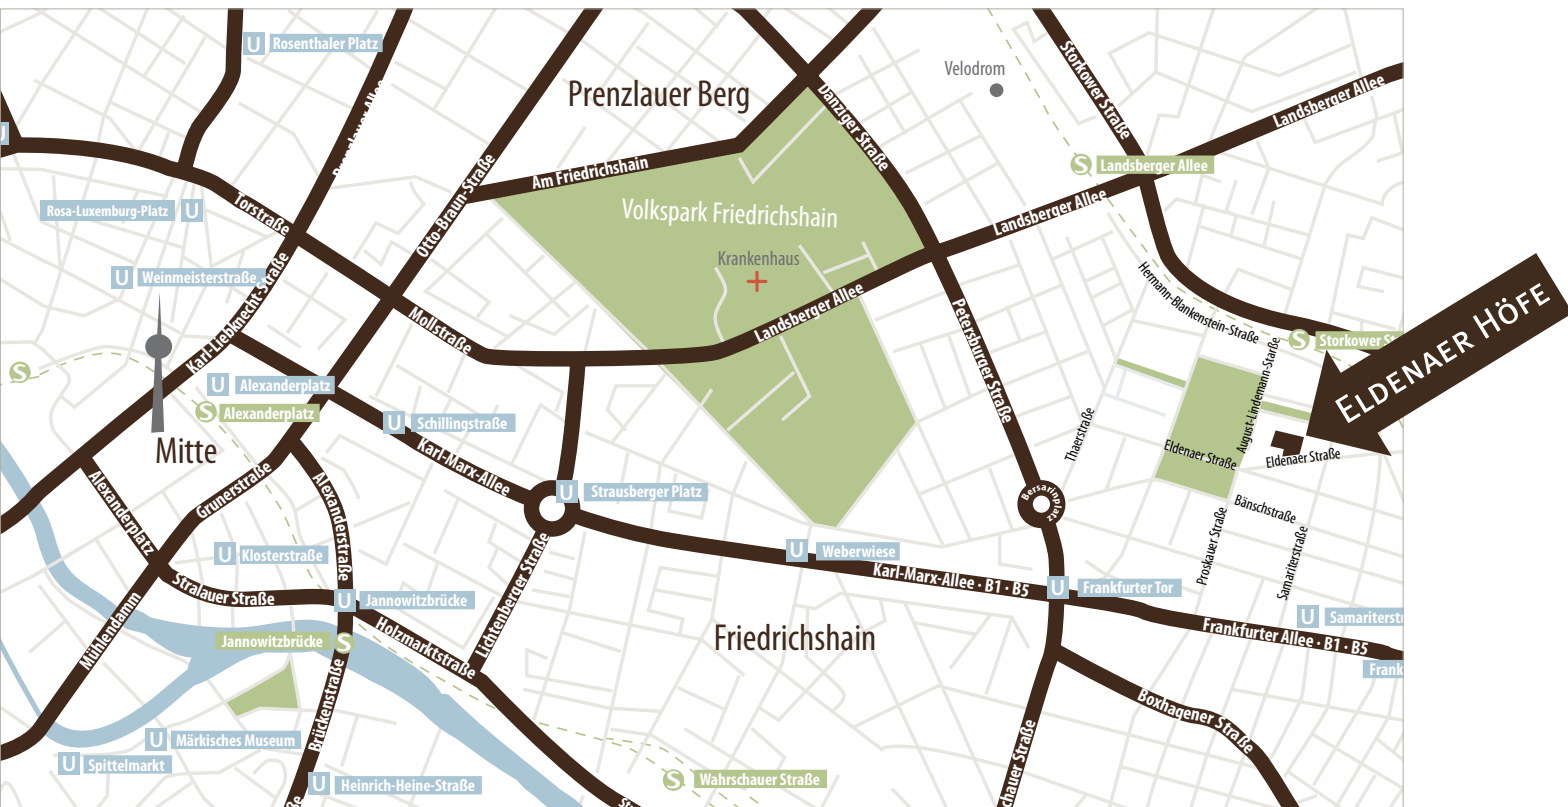 U Rosenthaler Platz
Prenzlauer Berg
Velodrom
Storkower Straße
Landsberger Allee
Danziger Straße
S Landsberger Allee
Am Friedrichshain
Otto-Braun-Straße
Volkspark Friedrichshain
Krankenhaus
Landsberger Allee
Rosa-Luxemburg-Platz U
Torstraße
U Weinmeisterstraße
Karl-Liebknecht-Straße
Mollstraße
Landsberger Allee
Petersburger Straße
Hermann-Blankenstein-Straße
S Storkower St
ELDENAER HÖFE
S
U Alexanderplatz
S Alexanderplatz
U Schillingstraße
August-Lindemann-Starße
Thaerstraße
Eldenaer Straße
Eldenaer Straße
Mitte
Karl-Marx-Allee
Alexanderplatz
Grunerstraße
Alexanderstraße
U Strausberger Platz
Bersarinplatz
Bänschstraße
Proskauer Straße
Samariterstraße
U Klosterstraße
U Weberwiese
Karl-Marx-Allee · B1 · B5
U Frankfurter Tor
Stralauer Straße
U Jannowitzbrücke
Lichtenberger Straße
Mühlendamm
Jannowitzbrücke S
Holzmarktstraße
Friedrichshain
U Samariterstr
Frankfurter Allee · B1 · B5
Frank
Brückenstraße
Boxhagener Straße
U Märkisches Museum
U Spittelmarkt
U Heinrich-Heine-Straße
S Wahrschauer Straße
chauer Straße